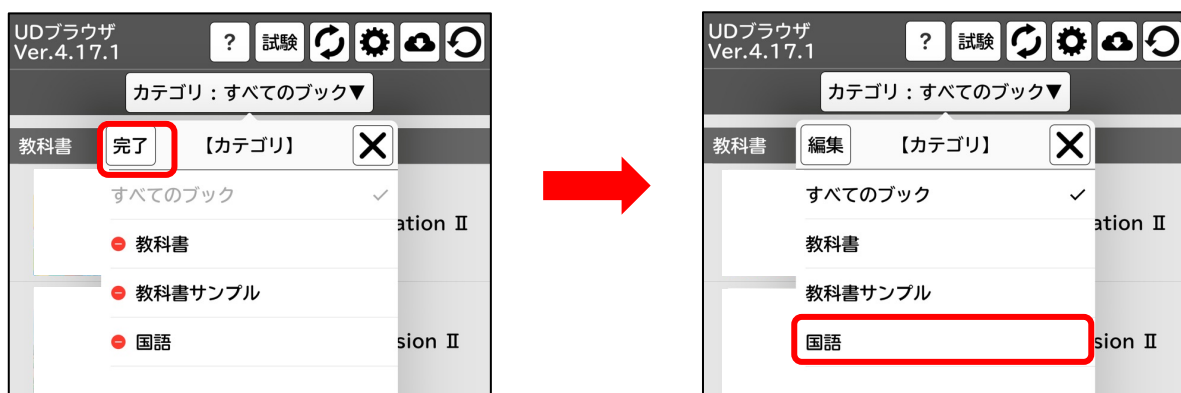 UDブラウザ
Ver.4.17.1
? 試験
カテゴリ：すべてのブック▼
教科書 完了 【カテゴリ】
すべてのブック
ation Ⅱ
教科書
教科書サンプル
国語 sion Ⅱ
UDブラウザ
Ver.4.17.1
? 試験
カテゴリ：すべてのブック▼
教科書 編集 【カテゴリ】
すべてのブック
ation Ⅱ
教科書
教科書サンプル
国語 sion Ⅱ